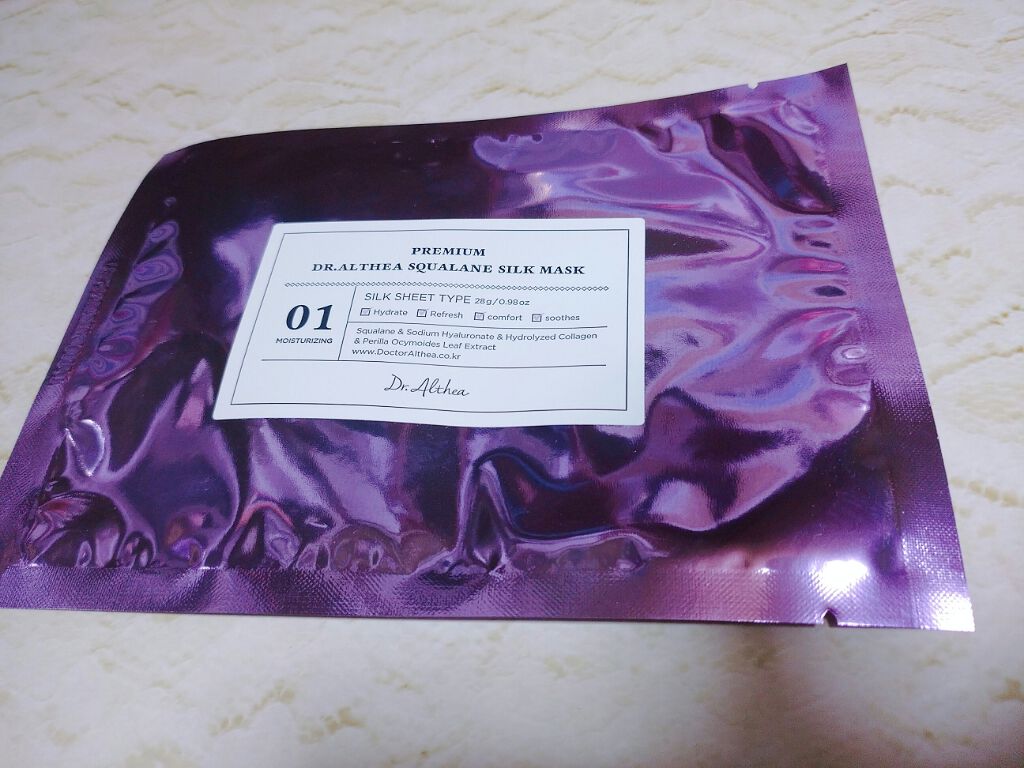 PREMIUM
DR.ALTHEA SQUALANE SILK MASK
01
MOISTURIZING
SILK SHEET TYPE 28g/0.98oz
Hydrate Refresh comfort soothes
Squalane & Sodium Hyaluronate & Hydrolyzed Collagen
& Perilla Ocymoides Leaf Extract
www.DoctorAlthea.co.kr
Dr. Althea